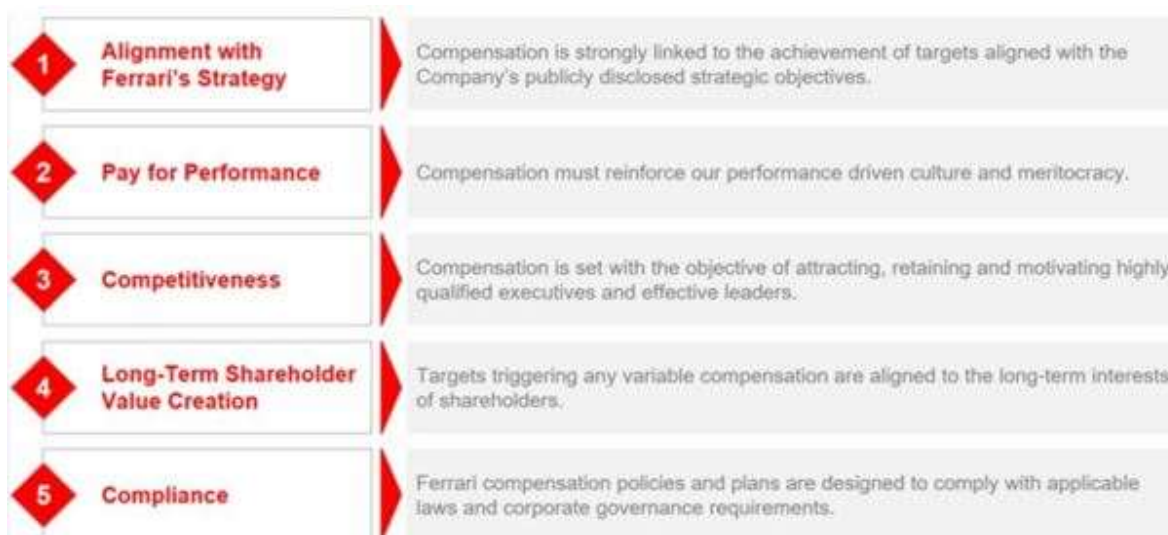 1
Alignment with
Ferrari's Strategy
Compensation is strongly linked to the achievement of targets aligned with the
Company's publicly disclosed strategic objectives.
2
Pay for Performance
Compensation must reinforce our performance driven culture and meritocracy.
3
Competitiveness
Compensation is set with the objective of attracting, retaining and motivating highly
qualified executives and effective leaders.
4
Long-Term Shareholder
Value Creation
Targets triggering any variable compensation are aligned to the long-term interests
of shareholders.
5
Compliance
Ferrari compensation policies and plans are designed to comply with applicable
laws and corporate governance requirements.